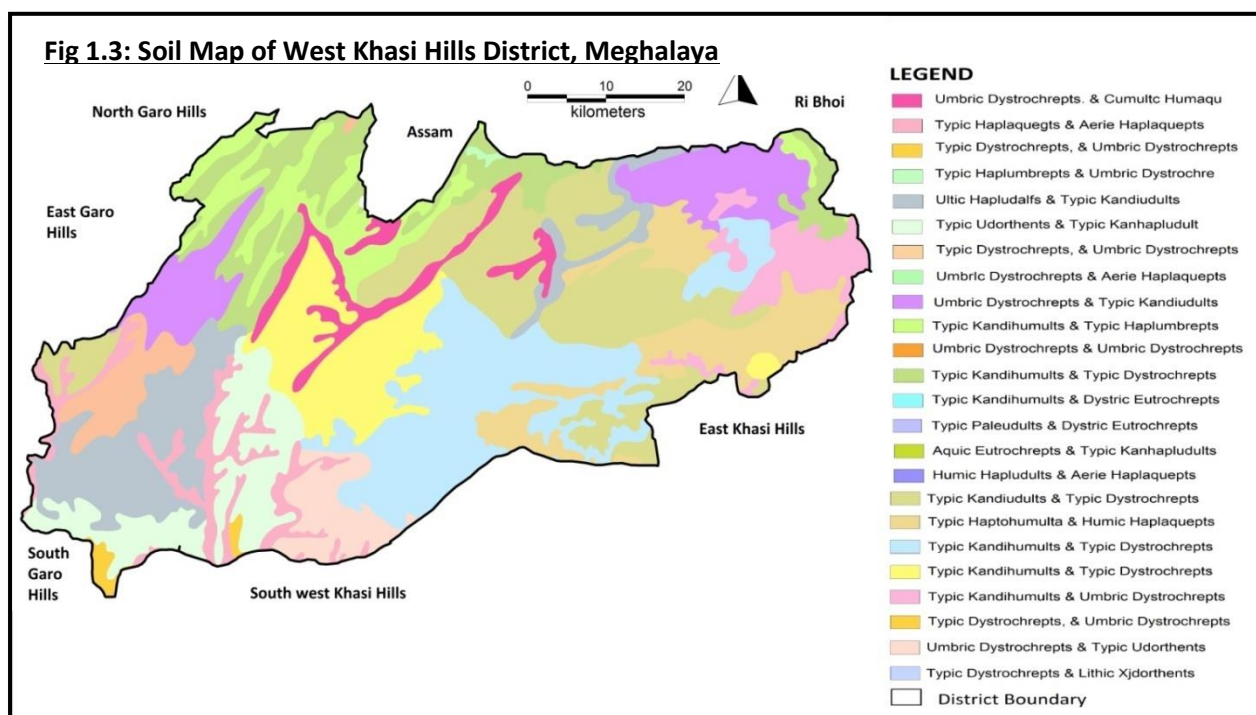 Fig 1.3: Soil Map of West Khasi Hills District, Meghalaya
0 10 20
kilometers
North Garo Hills
Assam
Ri Bhoi
East Garo
Hills
East Khasi Hills
South
Garo
Hills
South west Khasi Hills
LEGEND
Umbric Dystrochrepts. & Cumultc Humaqu
Typic Haplaquegts & Aerie Haplaquepts
Typic Dystrochrepts, & Umbric Dystrochrepts
Typic Haplumbrepts & Umbric Dystrochre
Ultic Hapludalfs & Typic Kandiudults
Typic Udorthents & Typic Kanhapludult
Typic Dystrochrepts, & Umbric Dystrochrepts
Umbrlc Dystrochrepts & Aerie Haplaquepts
Umbric Dystrochrepts & Typic Kandiudults
Typic Kandihumults & Typic Haplumbrepts
Umbric Dystrochrepts & Umbric Dystrochrepts
Typic Kandihumults & Typic Dystrochrepts
Typic Kandihumults & Dystric Eutrochrepts
Typic Paleudults & Dystric Eutrochrepts
Aquic Eutrochrepts & Typic Kanhapludults
Humic Hapludults & Aerie Haplaquepts
Typic Kandiudults & Typic Dystrochrepts
Typic Haptohumulta & Humic Haplaquepts
Typic Kandihumults & Typic Dystrochrepts
Typic Kandihumults & Typic Dystrochrepts
Typic Kandihumults & Umbric Dystrochrepts
Typic Dystrochrepts, & Umbric Dystrochrepts
Umbric Dystrochrepts & Typic Udorthents
Typic Dystrochrepts & Lithic Xjdorthents
District Boundary